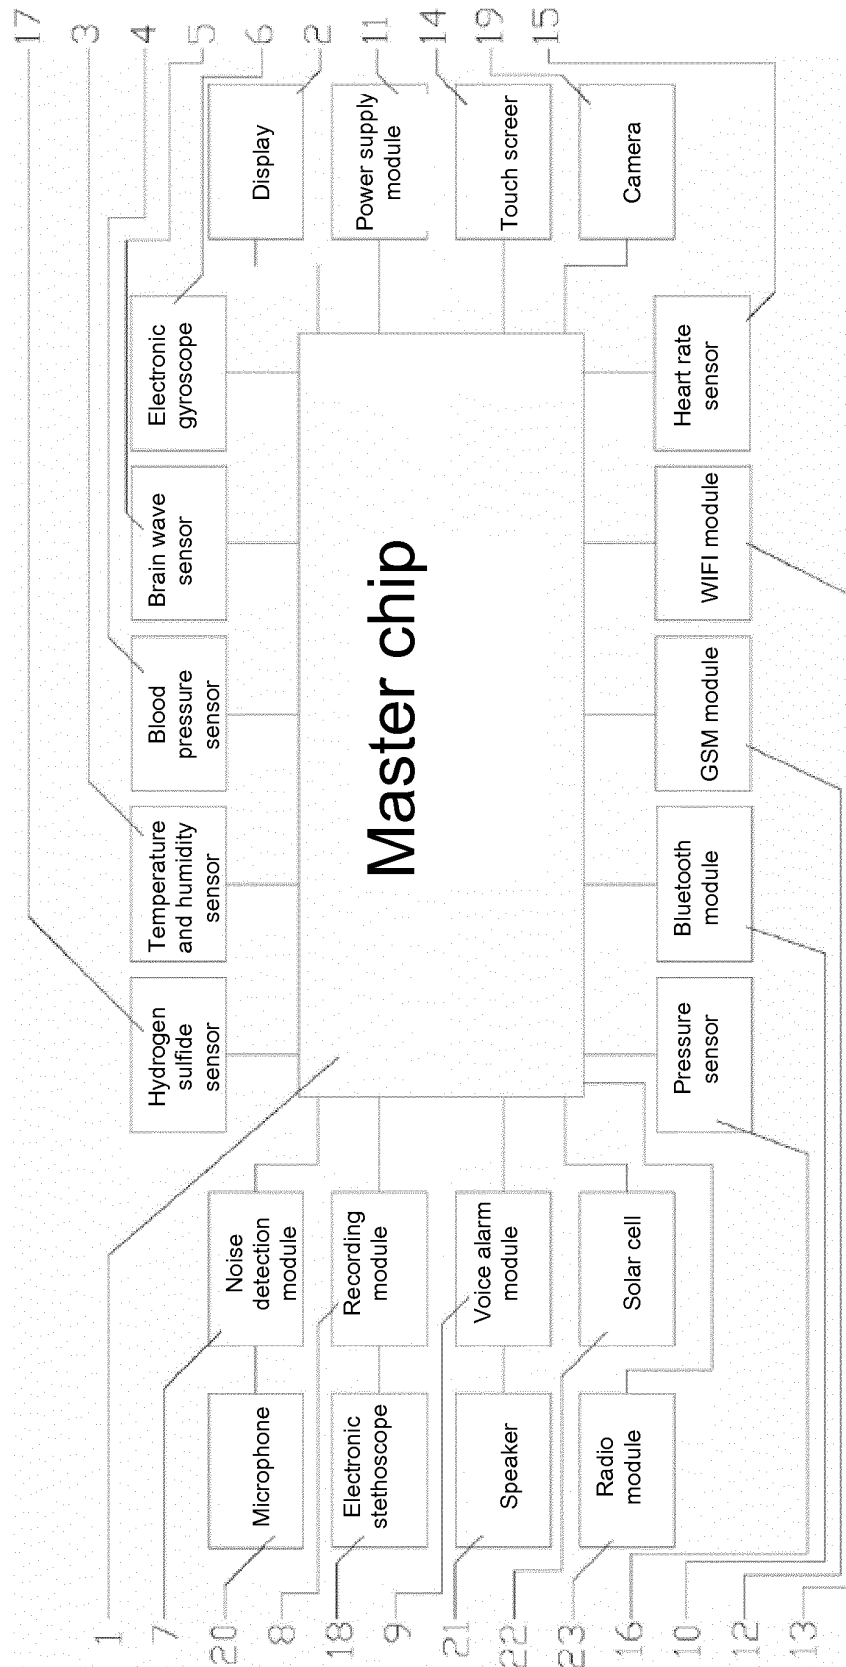 17
3
4
5
6
2
11
14
19
15
Display
Power supply
module
Touch screer
Camera
Electronic
gyroscope
Brain wave
sensor
Blood
pressure
sensor
Temperature
and humidity
sensor
Hydrogen
sulfide
sensor
Master chip
Heart rate
sensor
WIFI module
GSM module
Bluetooth
module
Pressure
sensor
Noise
detection
module
Recording
module
Voice alarm
module
Solar cell
Microphone
Electronic
stethoscope
Speaker
Radio
module
1
7
20
8
18
9
21
22
23
16
10
12
13